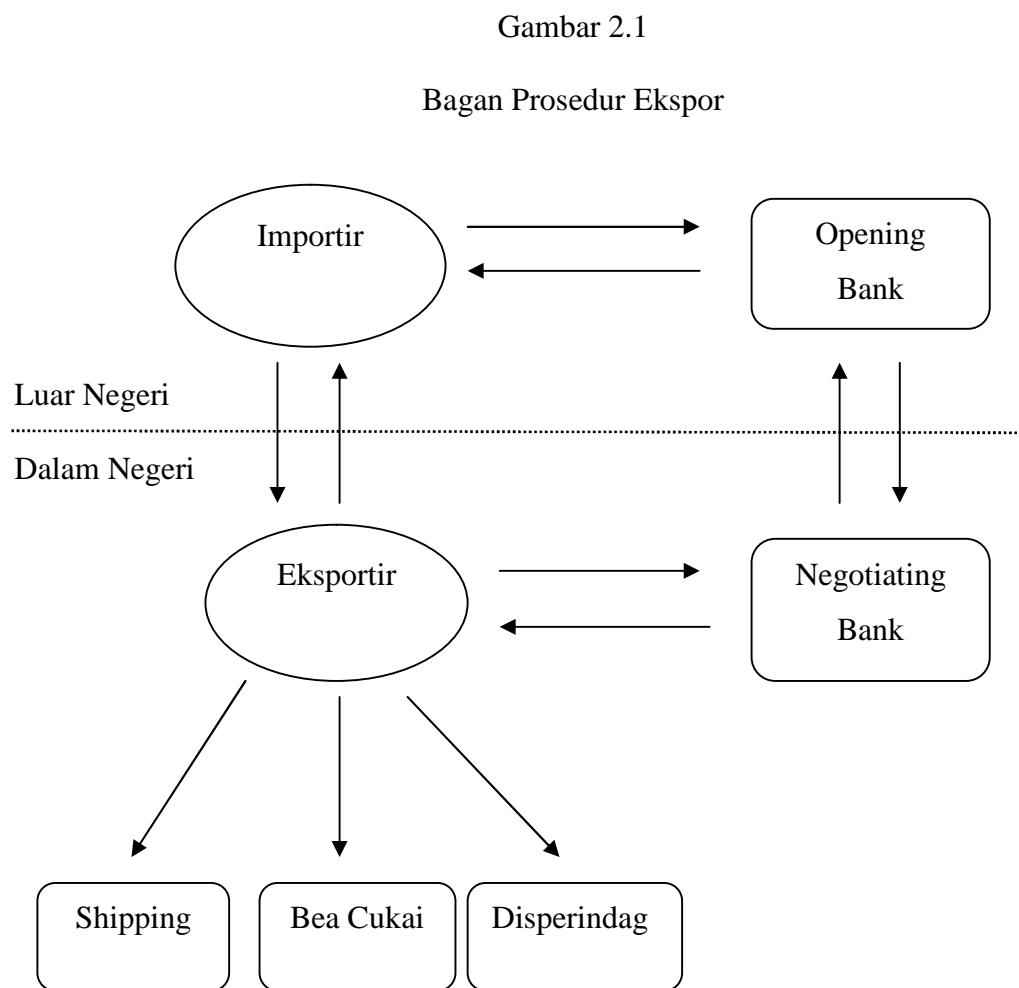 Gambar 2.1
Bagan Prosedur Ekspor
Importir
Opening
Bank
Luar Negeri
Dalam Negeri
Eksportir
Negotiating
Bank
Shipping
Bea Cukai
Disperindag